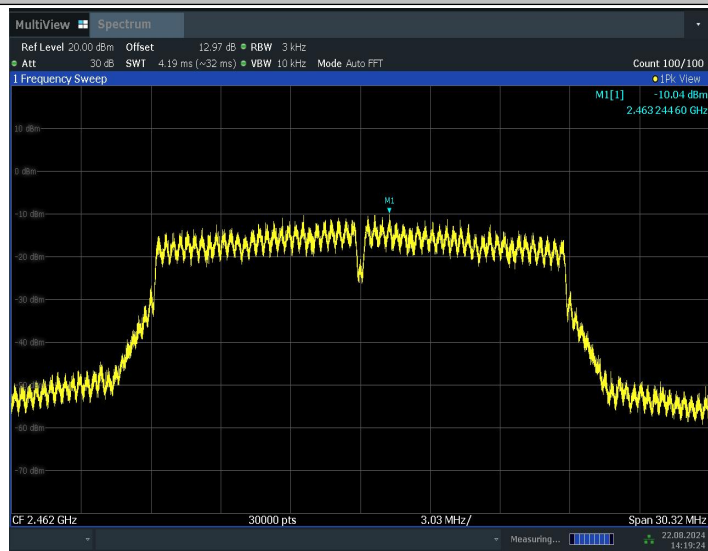 MultiView Spectrum
Ref Level 20.00 dBm Offset 12.97 dB RBW 3 kHz
Att 30 dB SWT 4.19 ms (~32 ms) VBW 10 kHz Mode Auto FFT Count 100/100
1 Frequency Sweep 1Pk View
M1[1] -10.04 dBm
2.463 244 60 GHz
10 dBm
0 dBm
M1
-10 dBm
-20 dBm
-30 dBm
-40 dBm
-60 dBm
-70 dBm
CF 2.462 GHz 30000 pts 3.03 MHz/ Span 30.32 MHz
Measuring... 22.08.2024
14:19:24